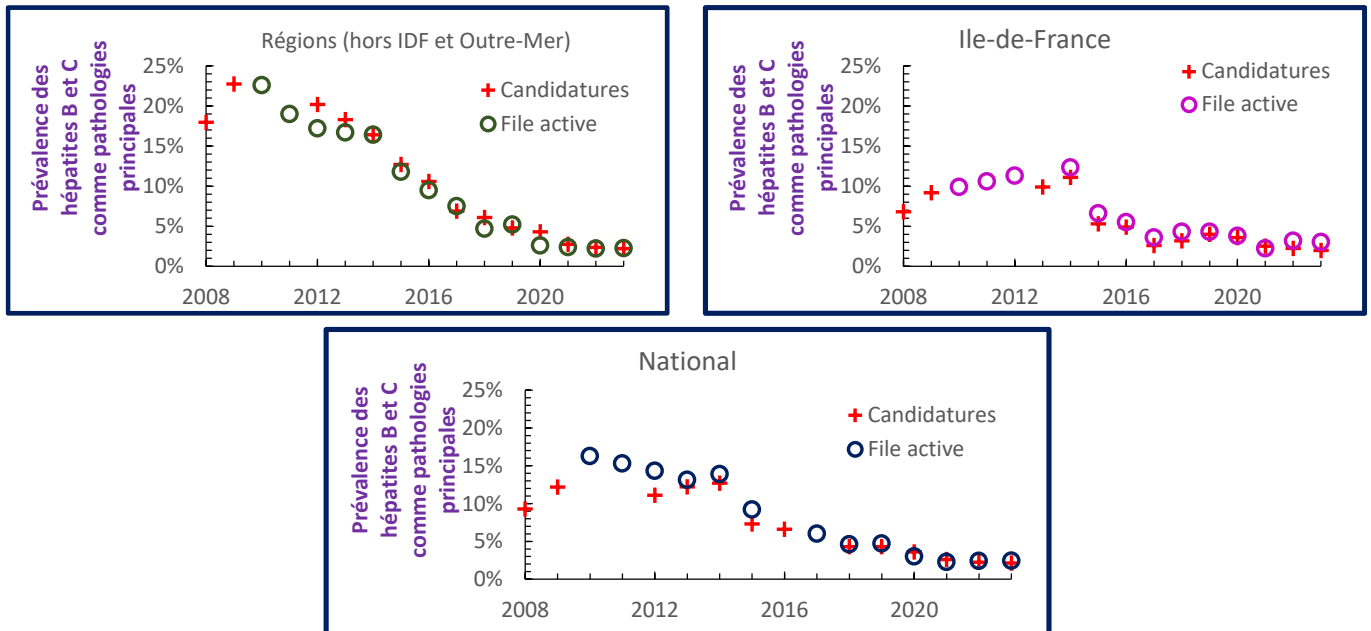 Régions (hors IDF et Outre-Mer)
Prévalence des
hépatites B et C
comme pathologies
principales
25%
20%
15%
10%
5%
0%
Candidatures
File active
2008
2012
2016
2020
Ile-de-France
Prévalence des
hépatites B et C
comme pathologies
principales
25%
20%
15%
10%
5%
0%
Candidatures
File active
2008
2012
2016
2020
National
Prévalence des
hépatites B et C
comme pathologies
principales
25%
20%
15%
10%
5%
0%
Candidatures
File active
2008
2012
2016
2020